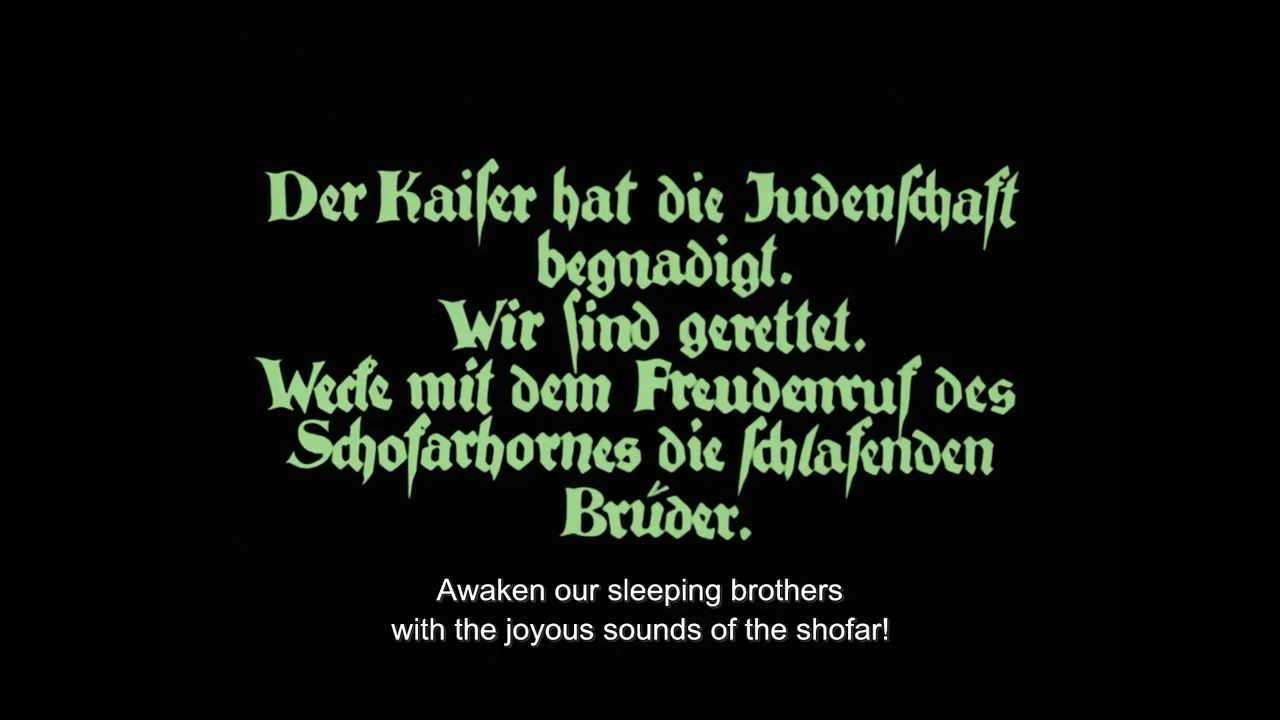 Der Kaiſer hat die Judenſchaft
begnadigt.
Wir ſind gerettet.
Wecke mit dem Freudenruf des
Schofarhornes die ſchlafenden
Brüder.
Awaken our sleeping brothers
with the joyous sounds of the shofar!